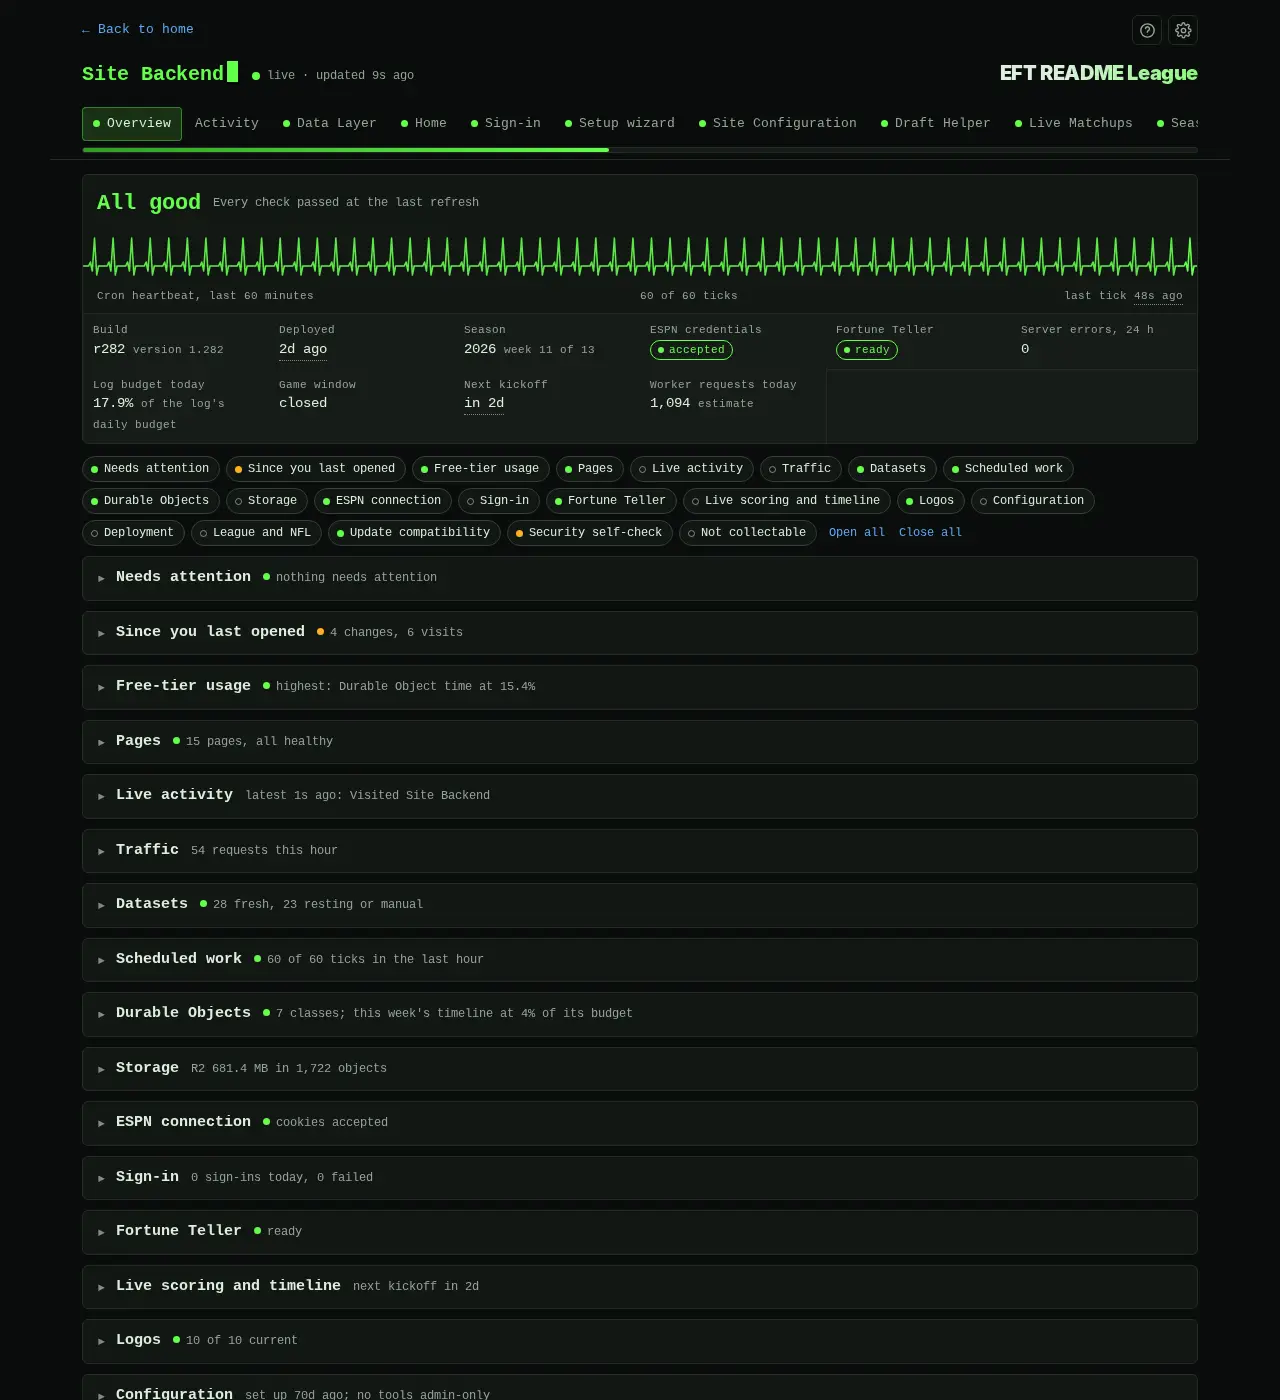 ← Back to home
Site Backend live · updated 9s ago
EFT README League
Overview Activity Data Layer Home Sign-in Setup wizard Site Configuration Draft Helper Live Matchups
All good Every check passed at the last refresh
Cron heartbeat, last 60 minutes 60 of 60 ticks last tick 48s ago
Build Deployed Season ESPN credentials Fortune Teller Server errors, 24 h
r282 version 1.282 2d ago 2026 week 11 of 13 accepted ready 0
Log budget today Game window Next kickoff Worker requests today
17.9% of the log's closed in 2d 1,094 estimate
daily budget
Needs attention Since you last opened Free-tier usage Pages Live activity Traffic Datasets Scheduled work
Durable Objects Storage ESPN connection Sign-in Fortune Teller Live scoring and timeline Logos Configuration
Deployment League and NFL Update compatibility Security self-check Not collectable Open all Close all
Needs attention nothing needs attention
Since you last opened 4 changes, 6 visits
Free-tier usage highest: Durable Object time at 15.4%
Pages 15 pages, all healthy
Live activity latest 1s ago: Visited Site Backend
Traffic 54 requests this hour
Datasets 28 fresh, 23 resting or manual
Scheduled work 60 of 60 ticks in the last hour
Durable Objects 7 classes; this week's timeline at 4% of its budget
Storage R2 681.4 MB in 1,722 objects
ESPN connection cookies accepted
Sign-in 0 sign-ins today, 0 failed
Fortune Teller ready
Live scoring and timeline next kickoff in 2d
Logos 10 of 10 current
Configuration set up 70d ago; no tools admin-only